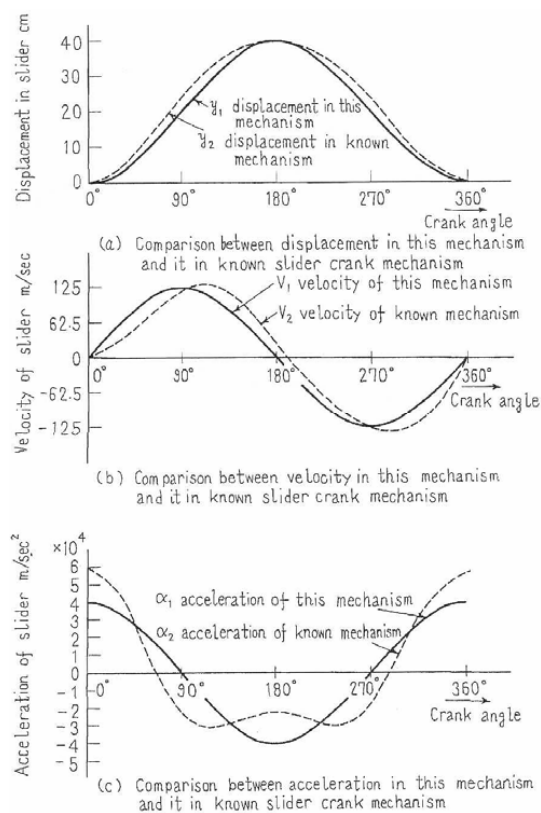 Displacement in slider cm
40
30
20
10
0
y₁ displacement in this
mechanism
y₂ displacement in known
mechanism
0° 90° 180° 270° 360°
Crank angle
(a) Comparison between displacement in this mechanism
and it in known slider crank mechanism
Velocity of slider m/sec
125
62.5
0
-62.5
-125
V₁ velocity of this mechanism
V₂ velocity of known mechanism
0° 90° 180° 270° 360°
Crank angle
(b) Comparison between velocity in this mechanism
and it in known slider crank mechanism
Acceleration of slider m/sec²
×10⁴
6
5
4
3
2
1
0
-1
-2
-3
-4
-5
α₁ acceleration of this mechanism
α₂ acceleration of known mechanism
0° 90° 180° 270° 360°
Crank angle
(c) Comparison between acceleration in this mechanism
and it in known slider crank mechanism